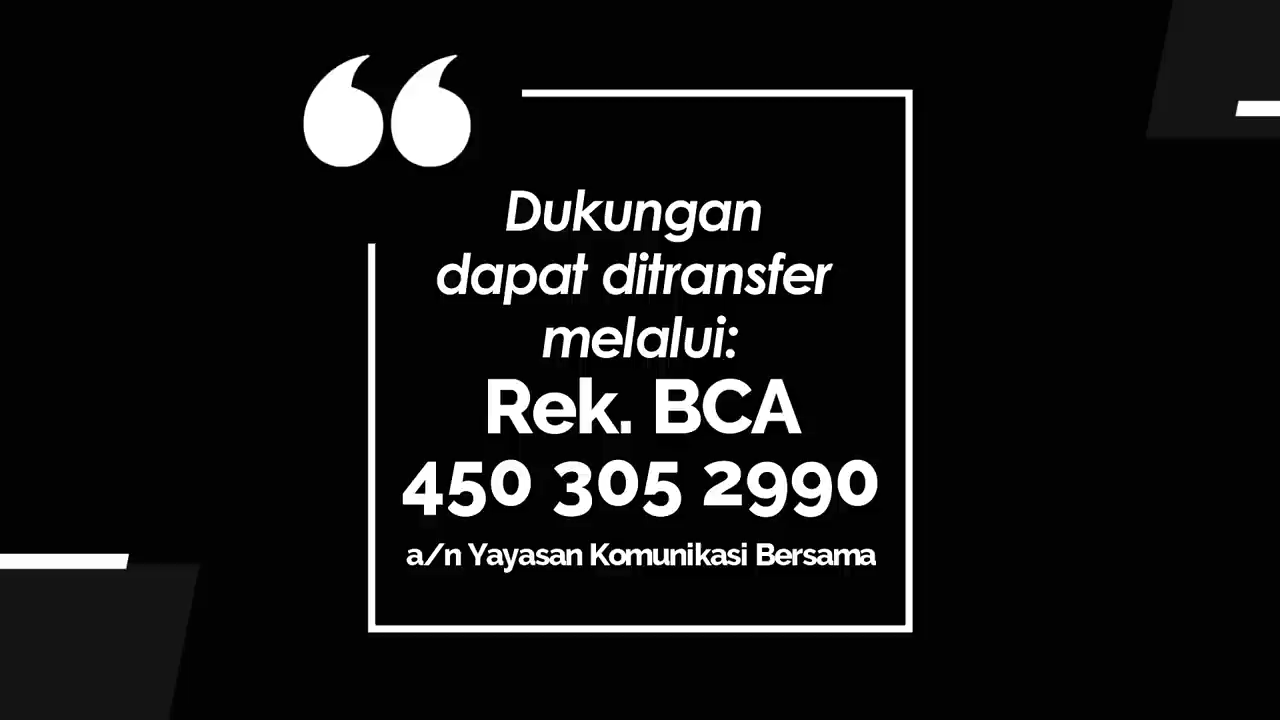 Dukungan
dapat ditransfer
melalui:
Rek. BCA
450 305 2990
a/n Yayasan Komunikasi Bersama